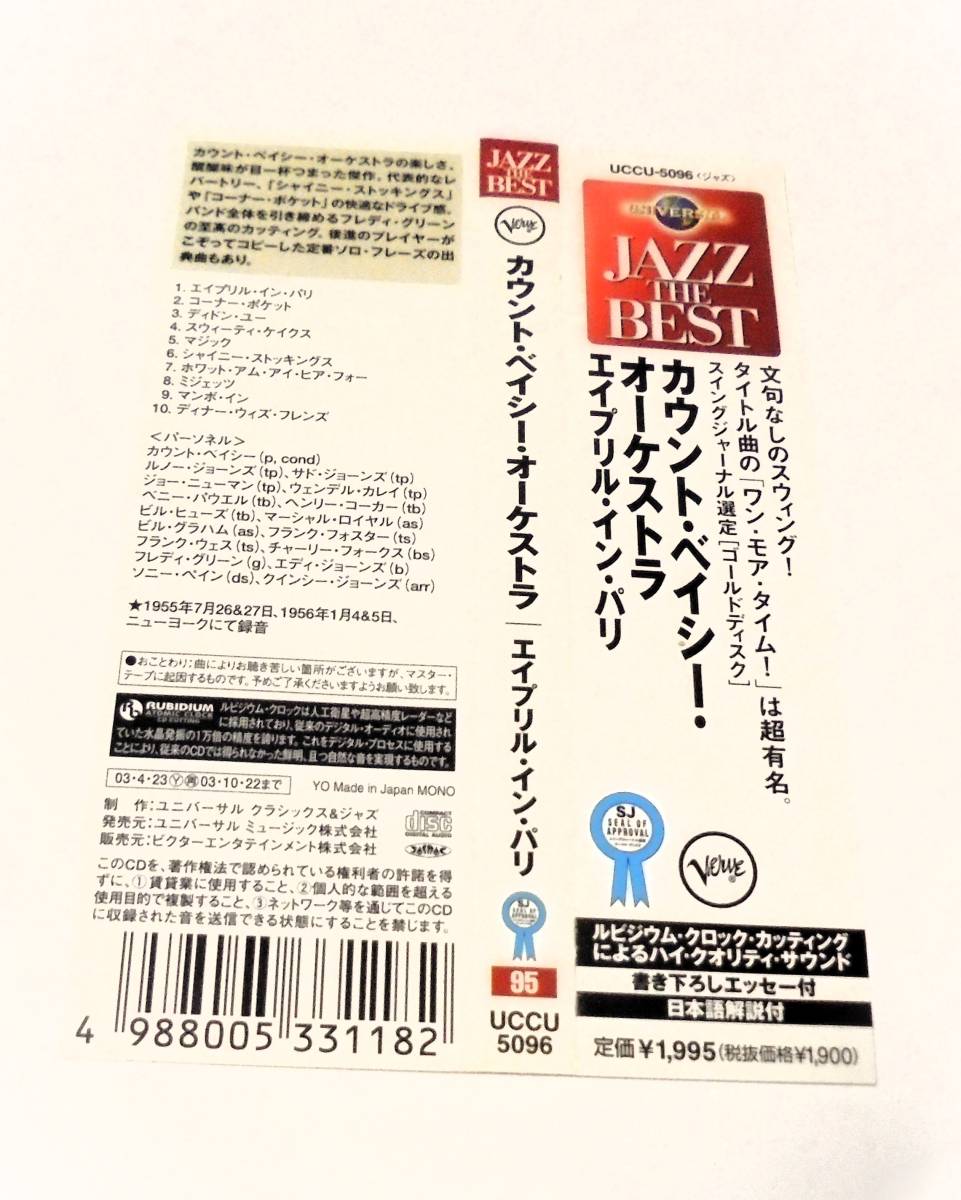 カウント・ベイシー・オーケストラの楽しさ、
醍醐味が目一杯つまった傑作。代表的なレ
パートリー、「シャイニー・ストッキングス」
や「コーナー・ポケット」の快適なドライブ感。
バンド全体を引き締めるフレディ・グリーン
の至高のカッティング。後進のプレイヤーが
こぞってコピーした定番ソロ・フレーズの出
典曲もあり。
1. エイプリル・イン・パリ
2. コーナー・ポケット
3. ディドン・ユー
4. スウィーティ・ケイクス
5. マジック
6. シャイニー・ストッキングス
7. ホワット・アム・アイ・ヒア・フォー
8. ミジェッツ
9. マンボ・イン
10. ディナー・ウィズ・フレンズ
＜パーソネル＞
カウント・ベイシー(p, cond)
ルノー・ジョーンズ(tp)、サド・ジョーンズ(tp)
ジョー・ニューマン(tp)、ウェンデル・カレイ(tp)
ベニー・パウエル(tb)、ヘンリー・コーカー(tb)
ビル・ヒューズ(tb)、マーシャル・ロイヤル(as)
ビル・グラハム(as)、フランク・フォスター(ts)
フランク・ウェス(ts)、チャーリー・フォークス(bs)
フレディ・グリーン(g)、エディ・ジョーンズ(b)
ソニー・ペイン(ds)、クインシー・ジョーンズ(arr)
★1955年7月26&27日、1956年1月4&5日、
ニューヨークにて録音
●おことわり：曲によりお聴き苦しい箇所がございますが、マスター・
テープに起因するものです。予めご了承くださいますようお願い致します。
RUBIDIUM
ATOMIC CLOCK
CD CUTTING
ルビジウム・クロックは人工衛星や超高精度レーダーなど
に採用されており、従来のデジタル・オーディオに使用され
ていた水晶発振の1万倍の精度を誇ります。これをデジタル・プロセスに使用する
ことにより、従来のCDでは得られなかった鮮明、且つ自然な音を実現するものです。
03・4・23 Ⓨ㊢03・10・22まで
YO Made in Japan MONO
制　作：ユニバーサル クラシックス&ジャズ
発売元：ユニバーサル ミュージック株式会社
販売元：ビクターエンタテインメント株式会社
COMPACT
disc
DIGITAL AUDIO
JASRAC
このCDを、著作権法で認められている権利者の許諾を得
ずに、①賃貸業に使用すること、②個人的な範囲を超える
使用目的で複製すること、③ネットワーク等を通じてこのCD
に収録された音を送信できる状態にすることを禁じます。
4 988005 331182
JAZZ
THE
BEST
Verve
カウント・ベイシー・オーケストラ｜エイプリル・イン・パリ
SJ
SEAL OF
APPROVAL
95
UCCU
5096
UCCU-5096〈ジャズ〉
UNIVERSAL
JAZZ
THE
BEST
文句なしのスウィング！
タイトル曲の「ワン・モア・タイム！」は超有名。
スイングジャーナル選定［ゴールドディスク］
カウント・ベイシー・
オーケストラ
エイプリル・イン・パリ
SJ
SEAL OF
APPROVAL
Verve®
ルビジウム・クロック・カッティング
によるハイ・クオリティ・サウンド
書き下ろしエッセー付
日本語解説付
定価￥1,995(税抜価格￥1,900)